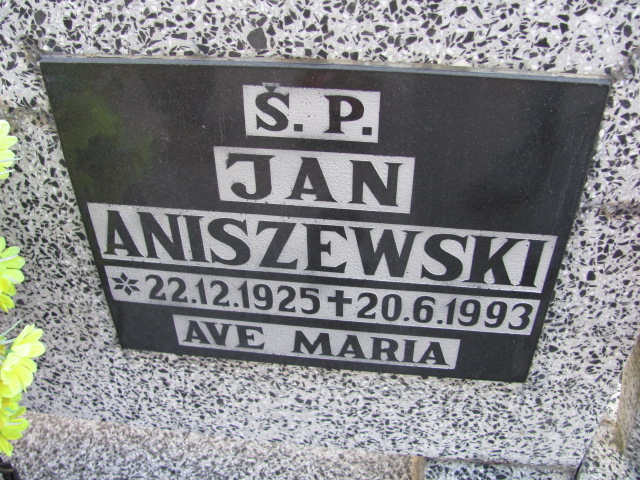 Ś. P.
JAN
ANISZEWSKI
* 22.12.1925 ✝ 20.6.1993
AVE MARIA